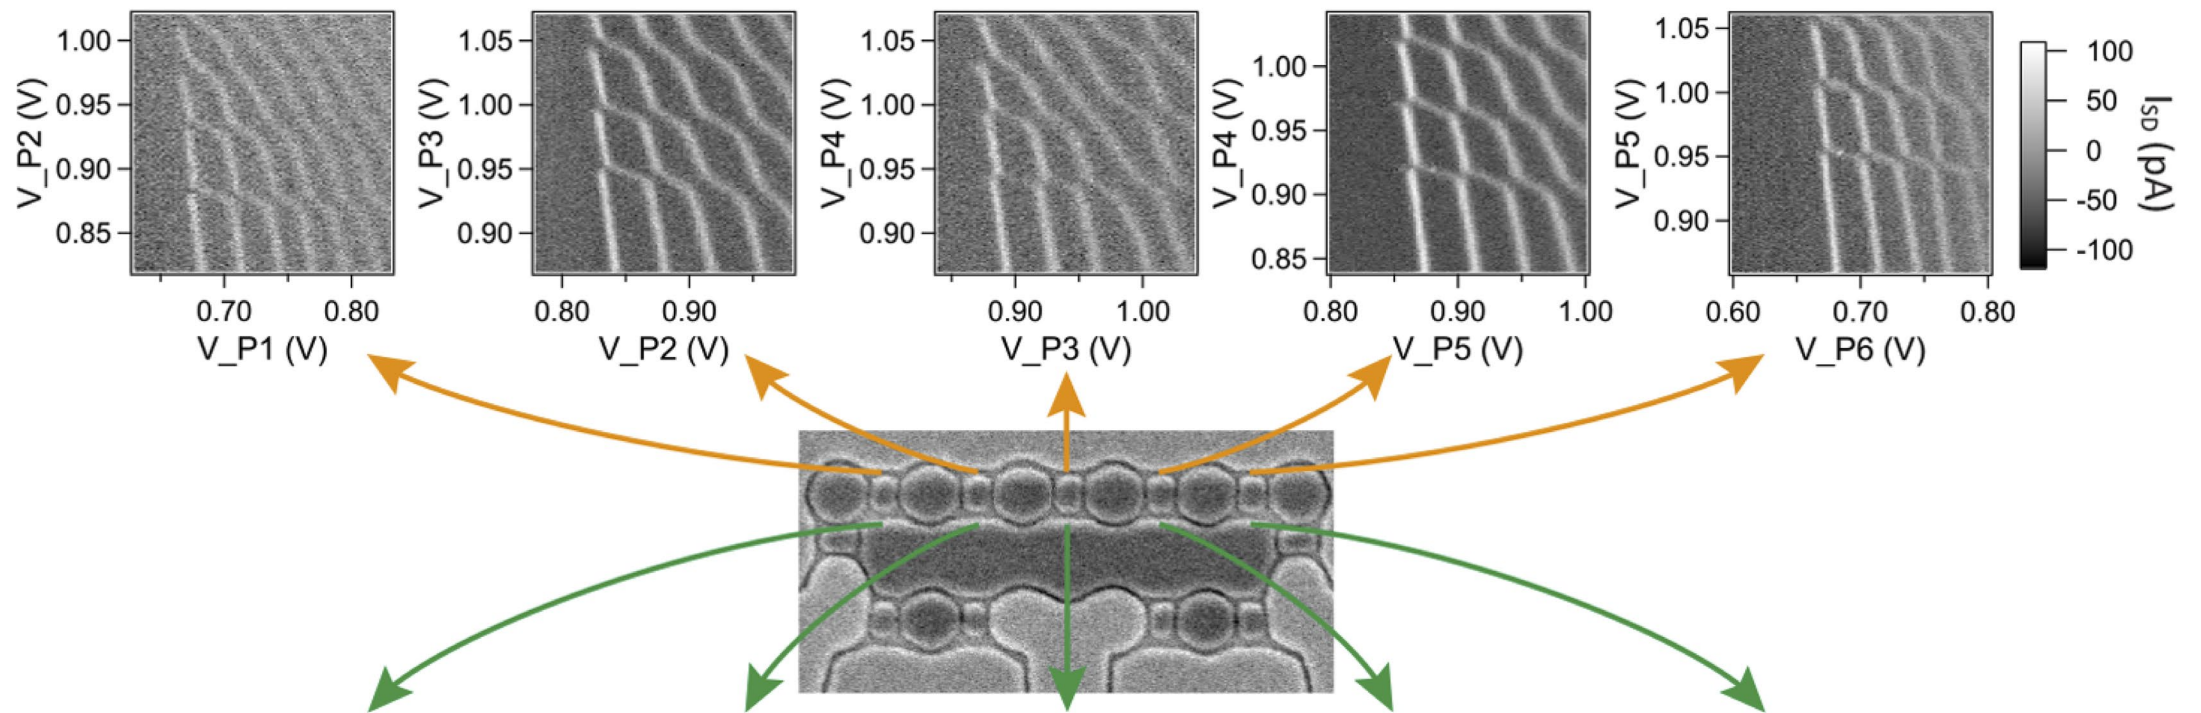 V_P2 (V)
1.00
0.95
0.90
0.85
0.70 0.80
V_P1 (V)
V_P3 (V)
1.05
1.00
0.95
0.90
0.80 0.90
V_P2 (V)
V_P4 (V)
1.05
1.00
0.95
0.90
0.90 1.00
V_P3 (V)
V_P4 (V)
1.00
0.95
0.90
0.85
0.80 0.90 1.00
V_P5 (V)
V_P5 (V)
1.05
1.00
0.95
0.90
0.60 0.70 0.80
V_P6 (V)
100
50
0
-50
-100
I_SD (pA)